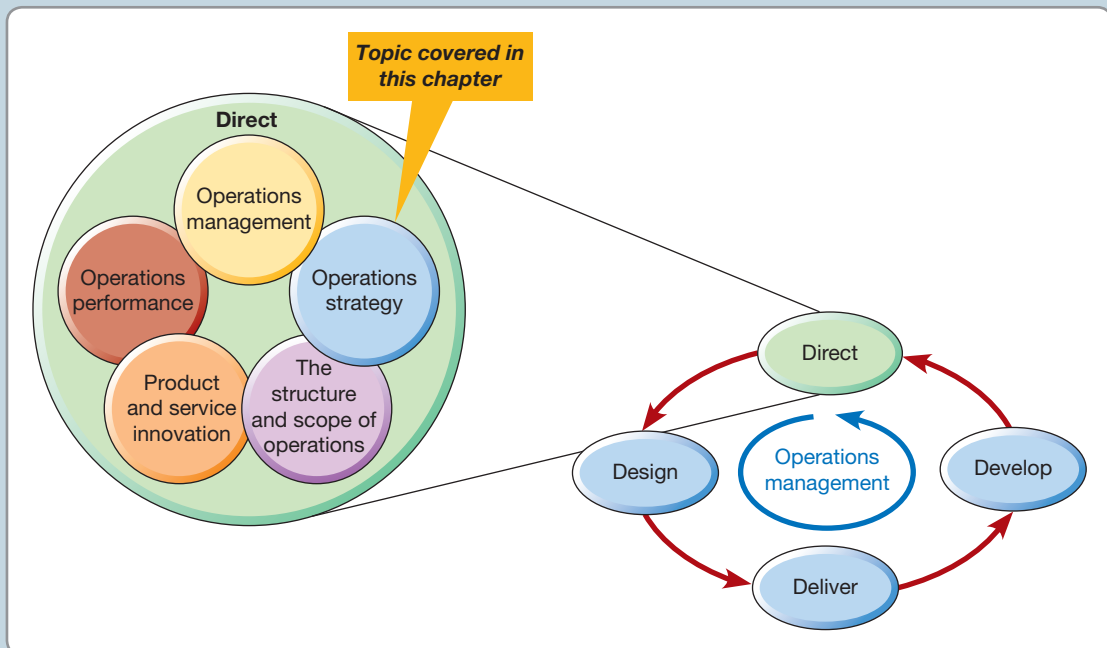 Topic covered in
this chapter
Direct
Operations
management
Operations
performance
Operations
strategy
Product
and service
innovation
The
structure
and scope of
operations
Direct
Design
Operations
management
Develop
Deliver